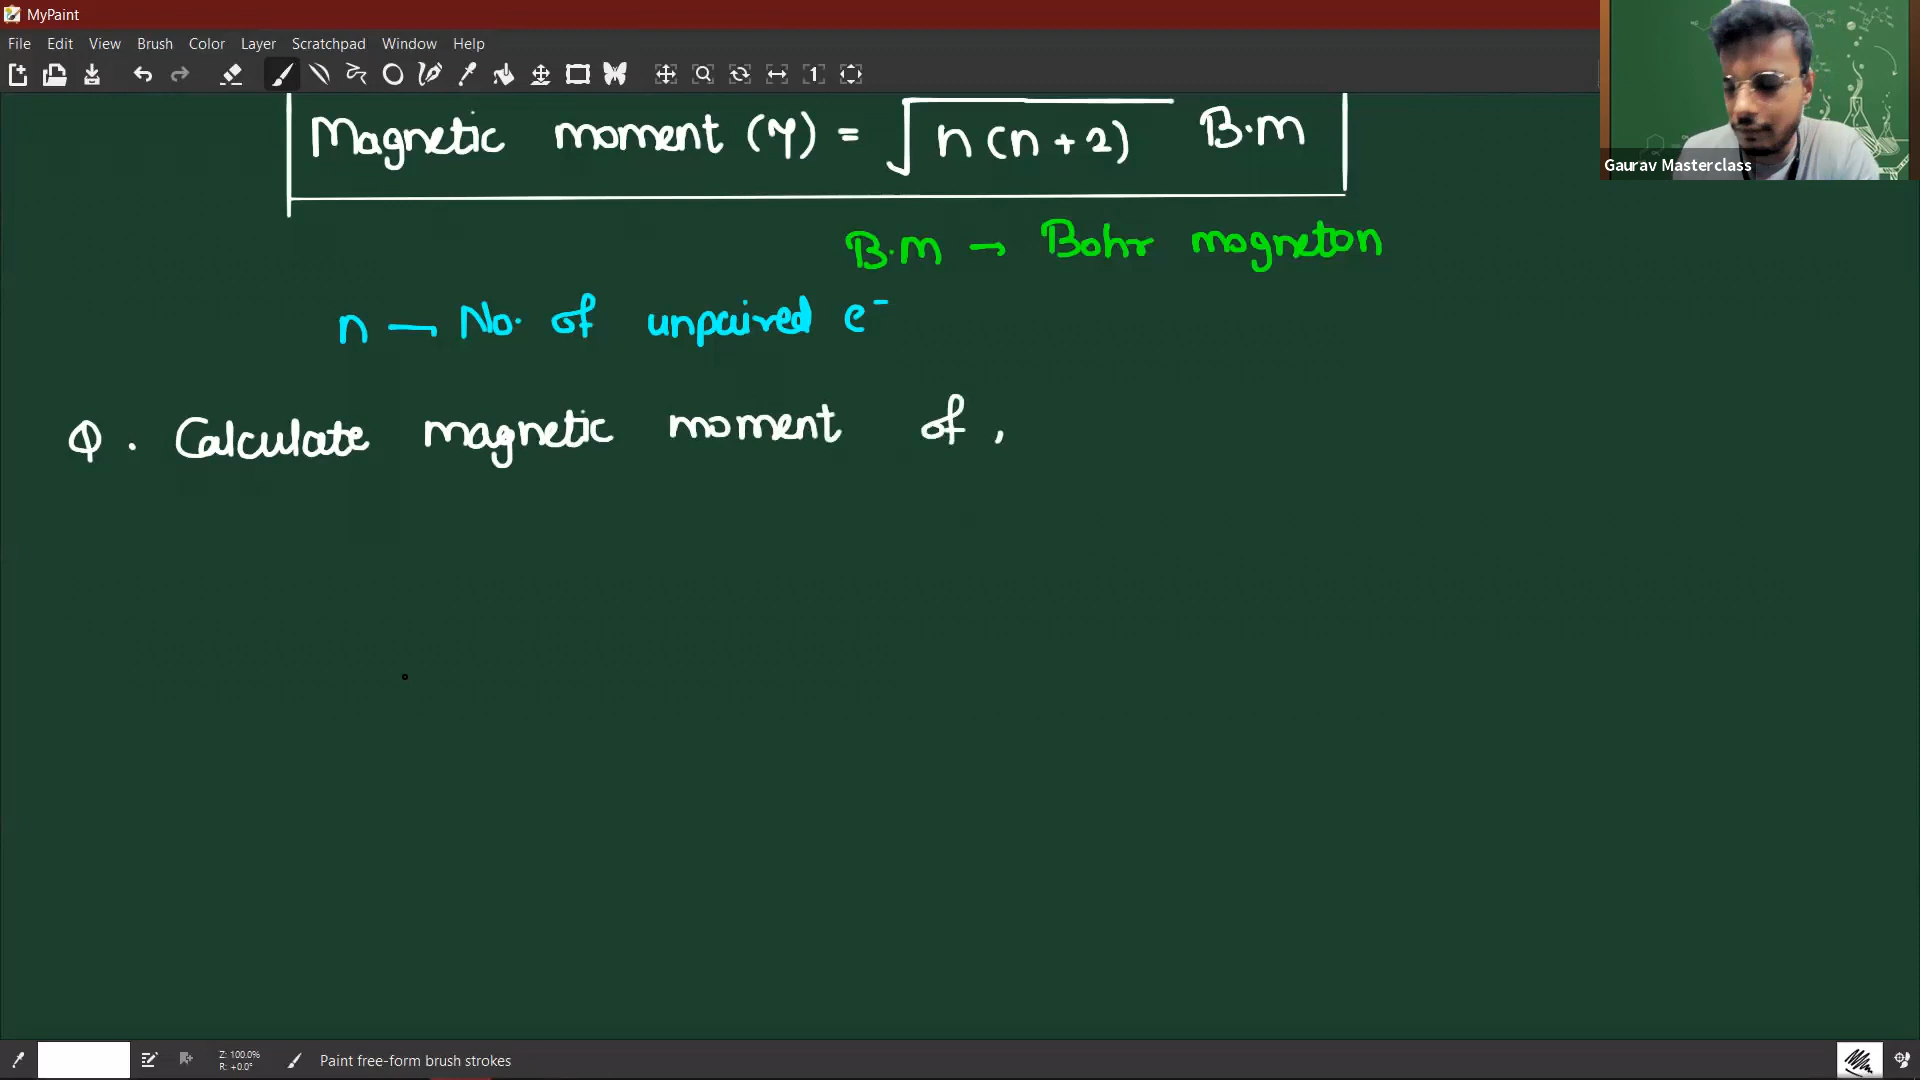 MyPaint
File Edit View Brush Color Layer Scratchpad Window Help
Magnetic moment (μ) = √n(n+2) B.M
Gaurav Masterclass
B.M → Bohr magneton
n → No. of unpaired e⁻
Q. Calculate magnetic moment of,
Z: 100.0%
R: +0.0°
Paint free-form brush strokes